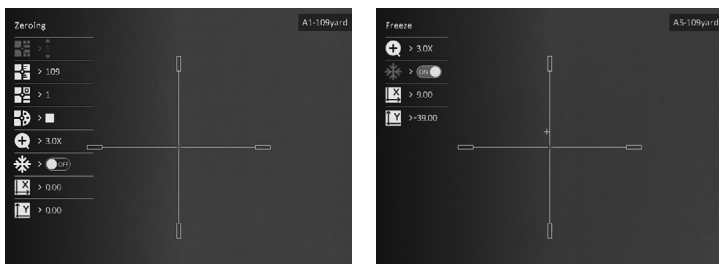 Zeroing
A1-109yard
> 1
> 109
> 1
>
> 3.0X
> OFF
X > 0.00
Y > 0.00
Freeze
A5-109yard
> 3.0X
> ON
X > 9.00
Y >-39.00